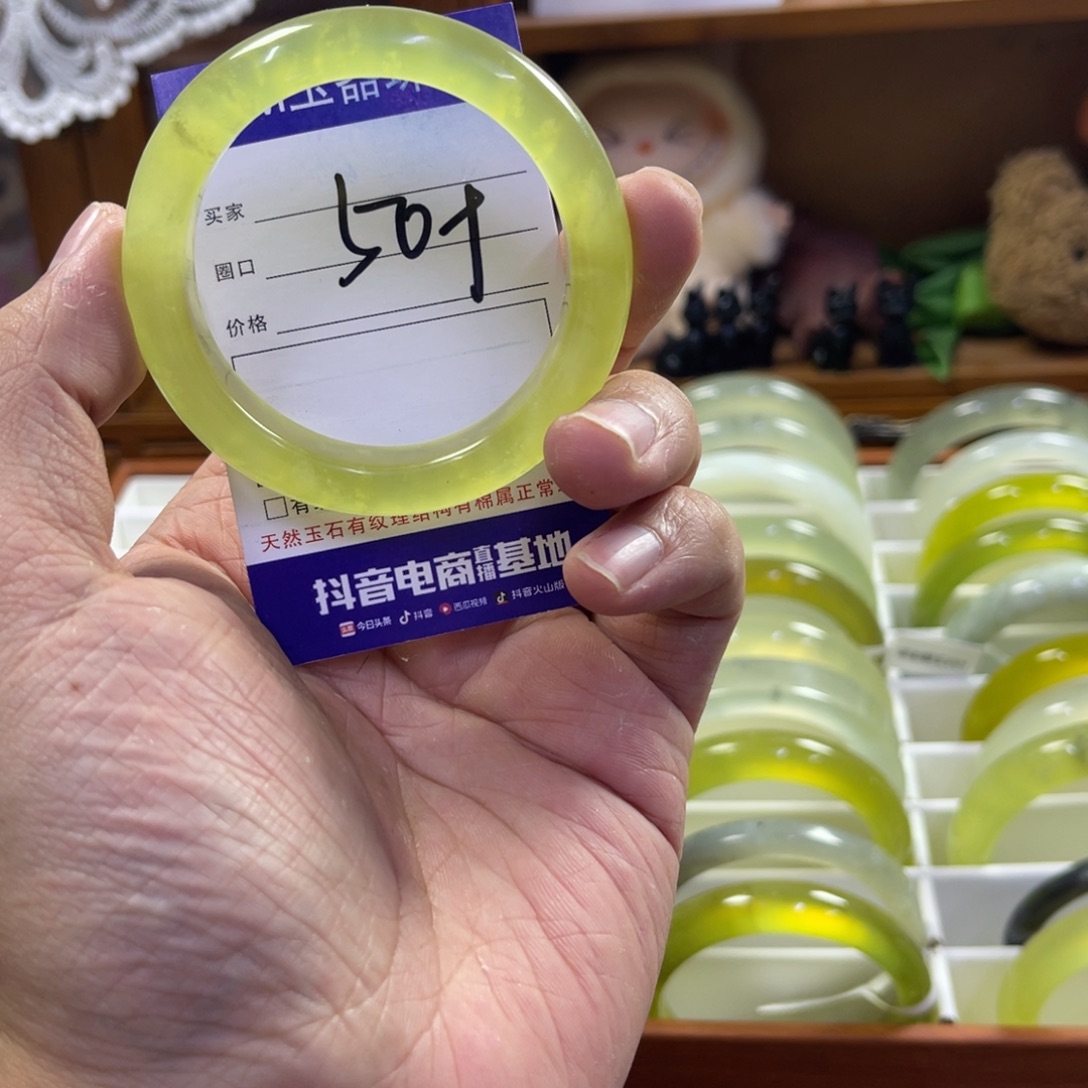 买家
501
圈口
价格
天然玉石有纹理结构有棉属正常
抖音电商直播基地
今日头条 抖音 西瓜视频 抖音火山版